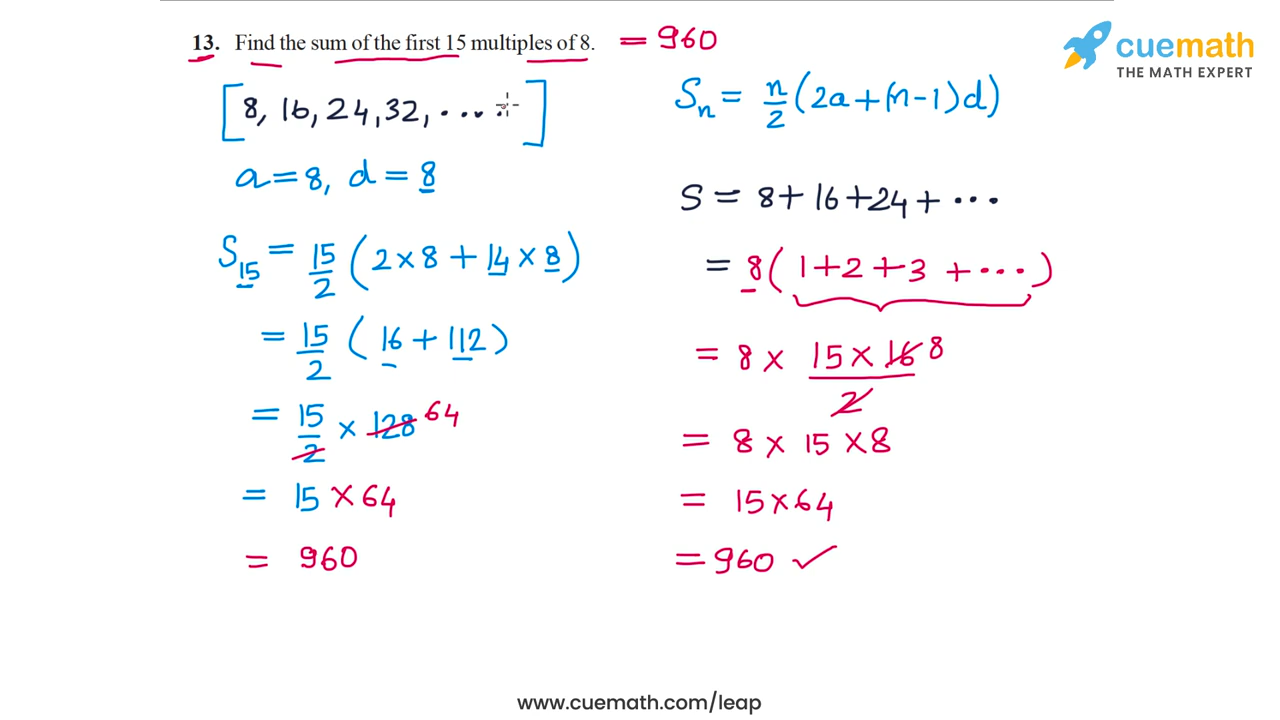 13. Find the sum of the first 15 multiples of 8. = 960
[8, 16, 24, 32, ...]
a = 8, d = 8
S15 = 15/2 (2 × 8 + 14 × 8)
= 15/2 (16 + 112)
= 15/2 × 128 64
= 15 × 64
= 960
cuemath
THE MATH EXPERT
Sn = n/2 (2a + (n - 1) d)
S = 8 + 16 + 24 + ...
= 8 ( 1 + 2 + 3 + ... )
= 8 × 15 × 16 8 / 2
= 8 × 15 × 8
= 15 × 64
= 960 ✓
www.cuemath.com/leap